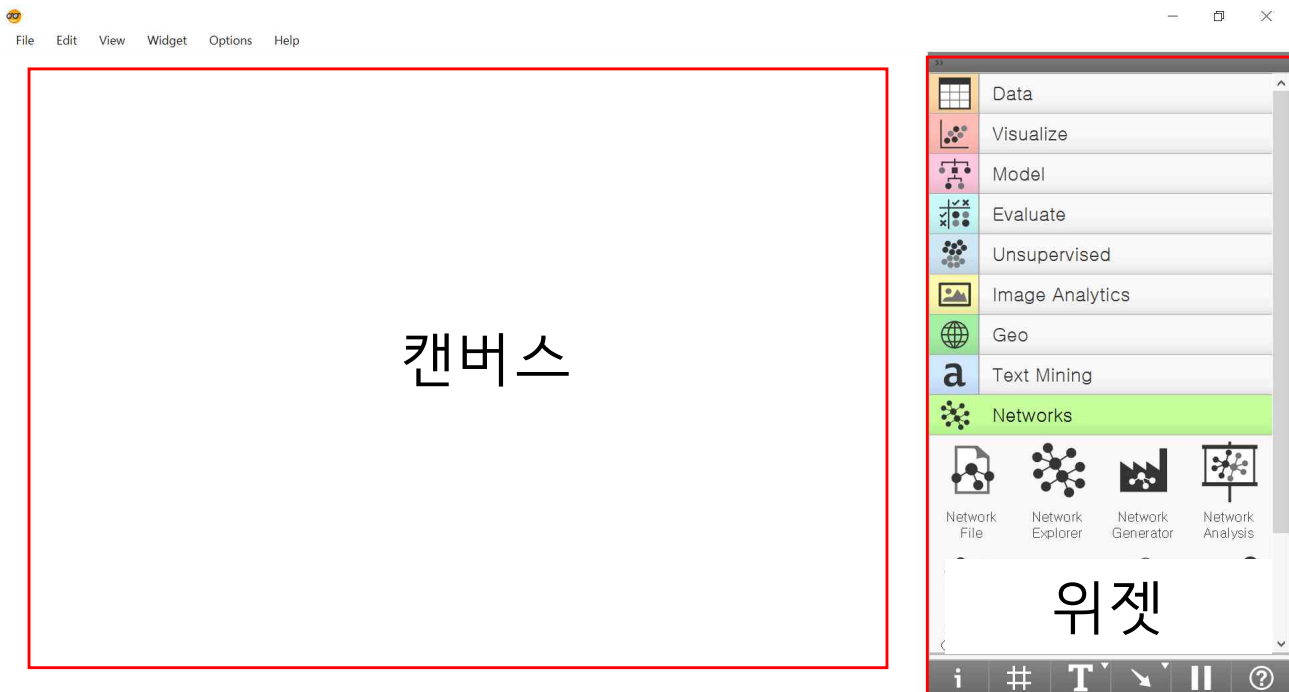 File Edit View Widget Options Help
Data
Visualize
Model
Evaluate
Unsupervised
Image Analytics
Geo
Text Mining
Networks
Network File
Network Explorer
Network Generator
Network Analysis
캔버스
위젯